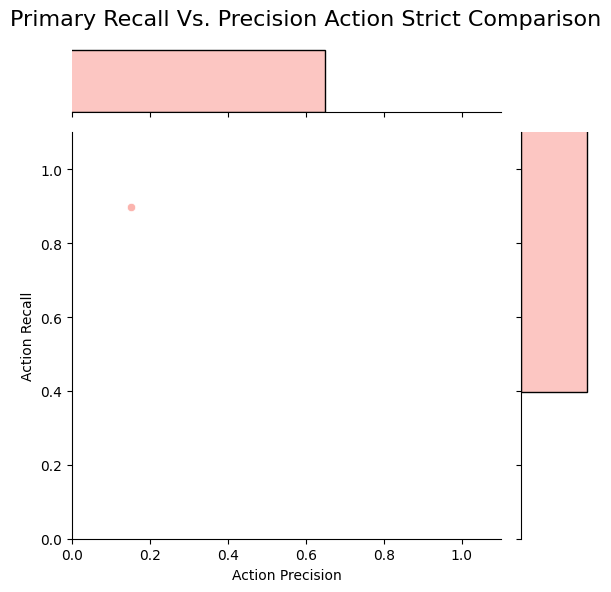 Primary Recall Vs. Precision Action Strict Comparison
1.0
0.8
0.6
0.4
0.2
0.0
Action Recall
0.0 0.2 0.4 0.6 0.8 1.0
Action Precision